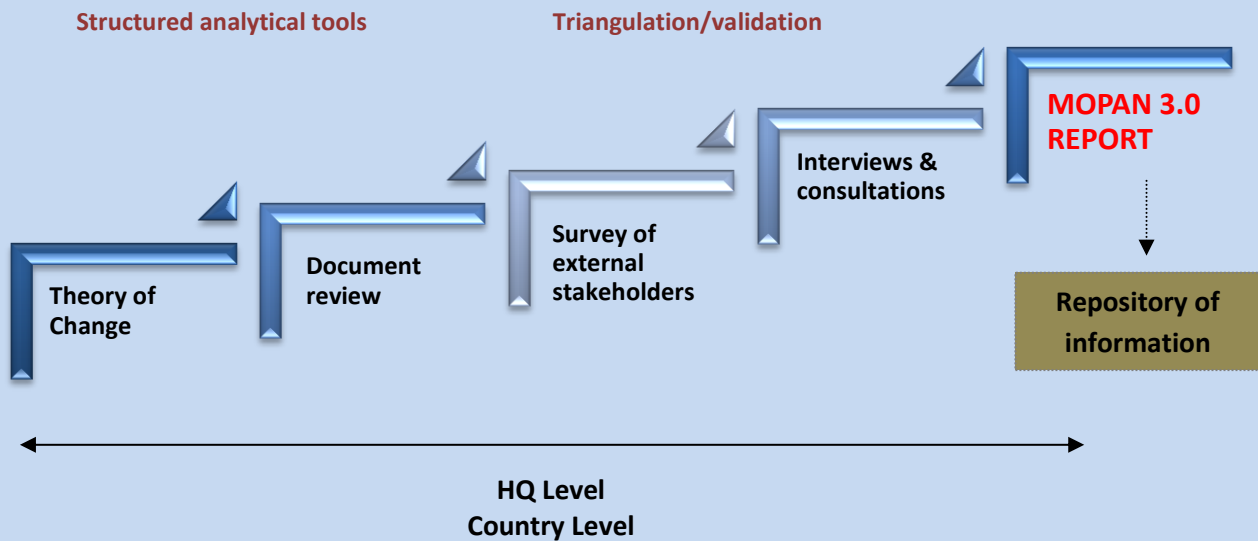 Structured analytical tools
Triangulation/validation
Theory of
Change
Document
review
Survey of
external
stakeholders
Interviews &
consultations
MOPAN 3.0
REPORT
Repository of
information
HQ Level
Country Level